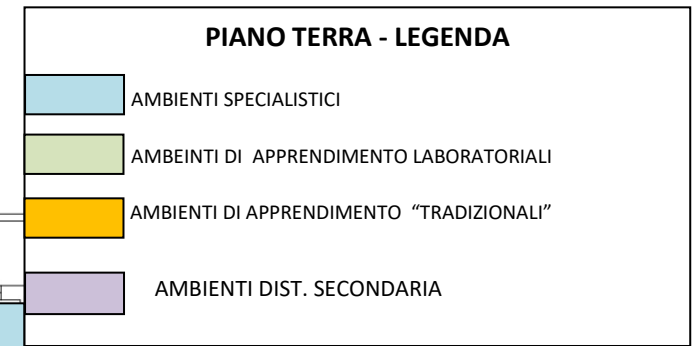 PIANO TERRA - LEGENDA
AMBIENTI SPECIALISTICI
AMBEINTI DI APPRENDIMENTO LABORATORIALI
AMBIENTI DI APPRENDIMENTO “TRADIZIONALI”
AMBIENTI DIST. SECONDARIA